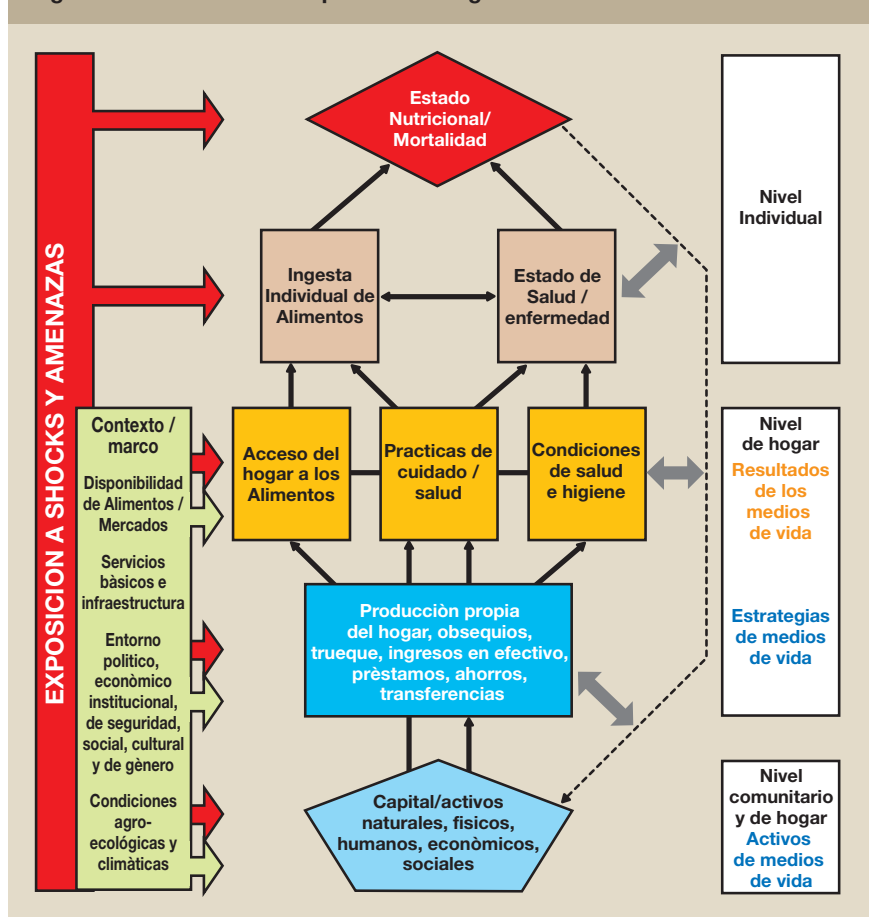 EXPOSICION A SHOCKS Y AMENAZAS
Estado
Nutricional/
Mortalidad
Ingesta
Individual de
Alimentos
Estado de
Salud /
enfermedad
Nivel
Individual
Contexto /
marco
Disponibilidad
de Alimentos /
Mercados
Servicios
bàsicos e
infraestructura
Entorno
politico,
econòmico
institucional,
de seguridad,
social, cultural
y de gènero
Condiciones
agro-
ecológicas y
climàticas
Acceso del
hogar a los
Alimentos
Practicas de
cuidado /
salud
Condiciones
de salud
e higiene
Nivel
de hogar
Resultados
de los
medios
de vida
Estrategias
de medios
de vida
Producciòn propia
del hogar, obsequios,
trueque, ingresos en efectivo,
prèstamos, ahorros,
transferencias
Capital/activos
naturales, fisicos,
humanos, econòmicos,
sociales
Nivel
comunitario
y de hogar
Activos
de medios
de vida